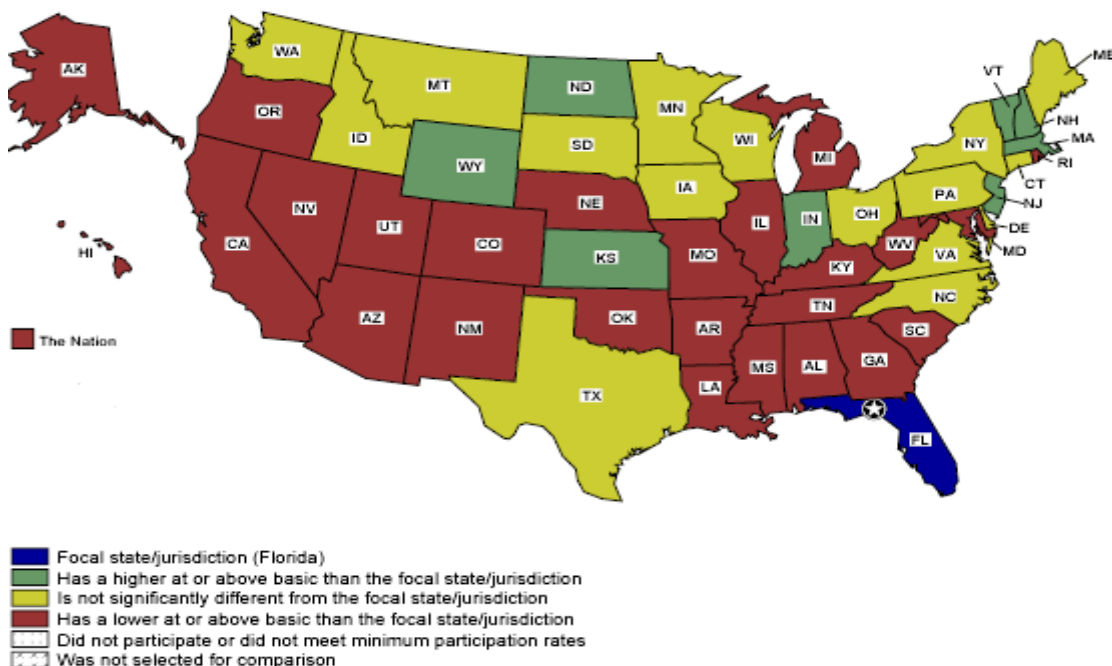 AK
WA
MT
ND
MN
VT
ME
OR
ID
WY
SD
WI
MI
NY
NH
MA
RI
CT
NJ
DE
MD
NV
UT
CO
NE
IA
IL
IN
OH
PA
CA
HI
KS
MO
KY
WV
VA
AZ
NM
OK
AR
TN
NC
SC
The Nation
TX
LA
MS
AL
GA
FL
Focal state/jurisdiction (Florida)
Has a higher at or above basic than the focal state/jurisdiction
Is not significantly different from the focal state/jurisdiction
Has a lower at or above basic than the focal state/jurisdiction
Did not participate or did not meet minimum participation rates
Was not selected for comparison